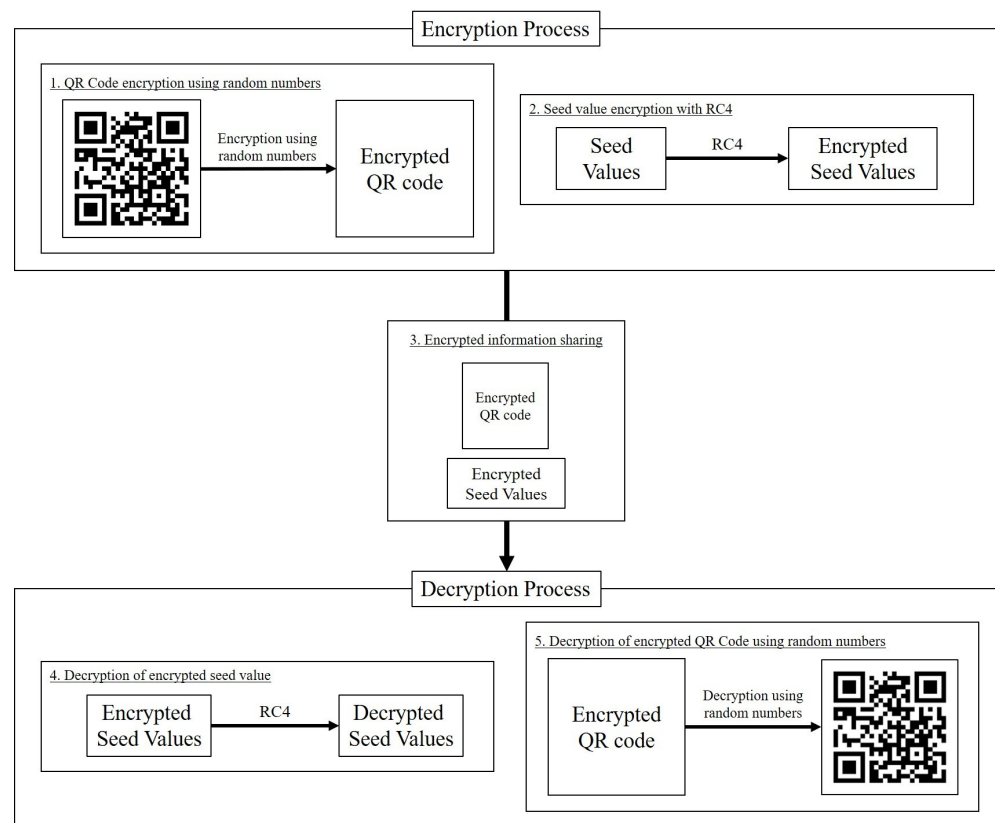 Encryption Process
1. QR Code encryption using random numbers
Encryption using
random numbers
Encrypted
QR code
2. Seed value encryption with RC4
Seed
Values
RC4
Encrypted
Seed Values
3. Encrypted information sharing
Encrypted
QR code
Encrypted
Seed Values
Decryption Process
4. Decryption of encrypted seed value
Encrypted
Seed Values
RC4
Decrypted
Seed Values
5. Decryption of encrypted QR Code using random numbers
Encrypted
QR code
Decryption using
random numbers